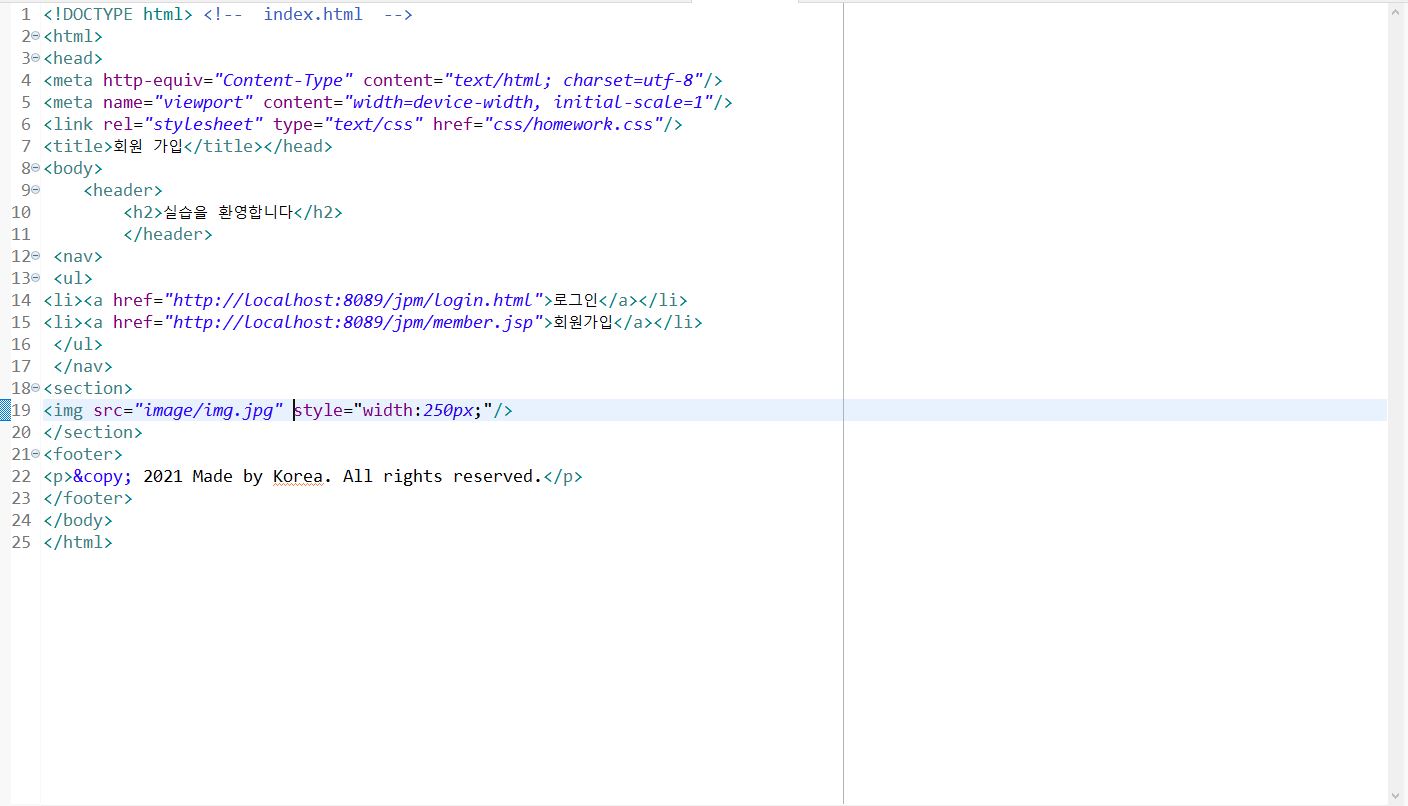 1 <!DOCTYPE html> <!--  index.html  -->
2 <html>
3 <head>
4 <meta http-equiv="Content-Type" content="text/html; charset=utf-8"/>
5 <meta name="viewport" content="width=device-width, initial-scale=1"/>
6 <link rel="stylesheet" type="text/css" href="css/homework.css"/>
7 <title>회원 가입</title></head>
8 <body>
9     <header>
10         <h2>실습을 환영합니다</h2>
11         </header>
12  <nav>
13  <ul>
14 <li><a href="http://localhost:8089/jpm/login.html">로그인</a></li>
15 <li><a href="http://localhost:8089/jpm/member.jsp">회원가입</a></li>
16  </ul>
17  </nav>
18 <section>
19 <img src="image/img.jpg" style="width:250px;"/>
20 </section>
21 <footer>
22 <p>&copy; 2021 Made by Korea. All rights reserved.</p>
23 </footer>
24 </body>
25 </html>